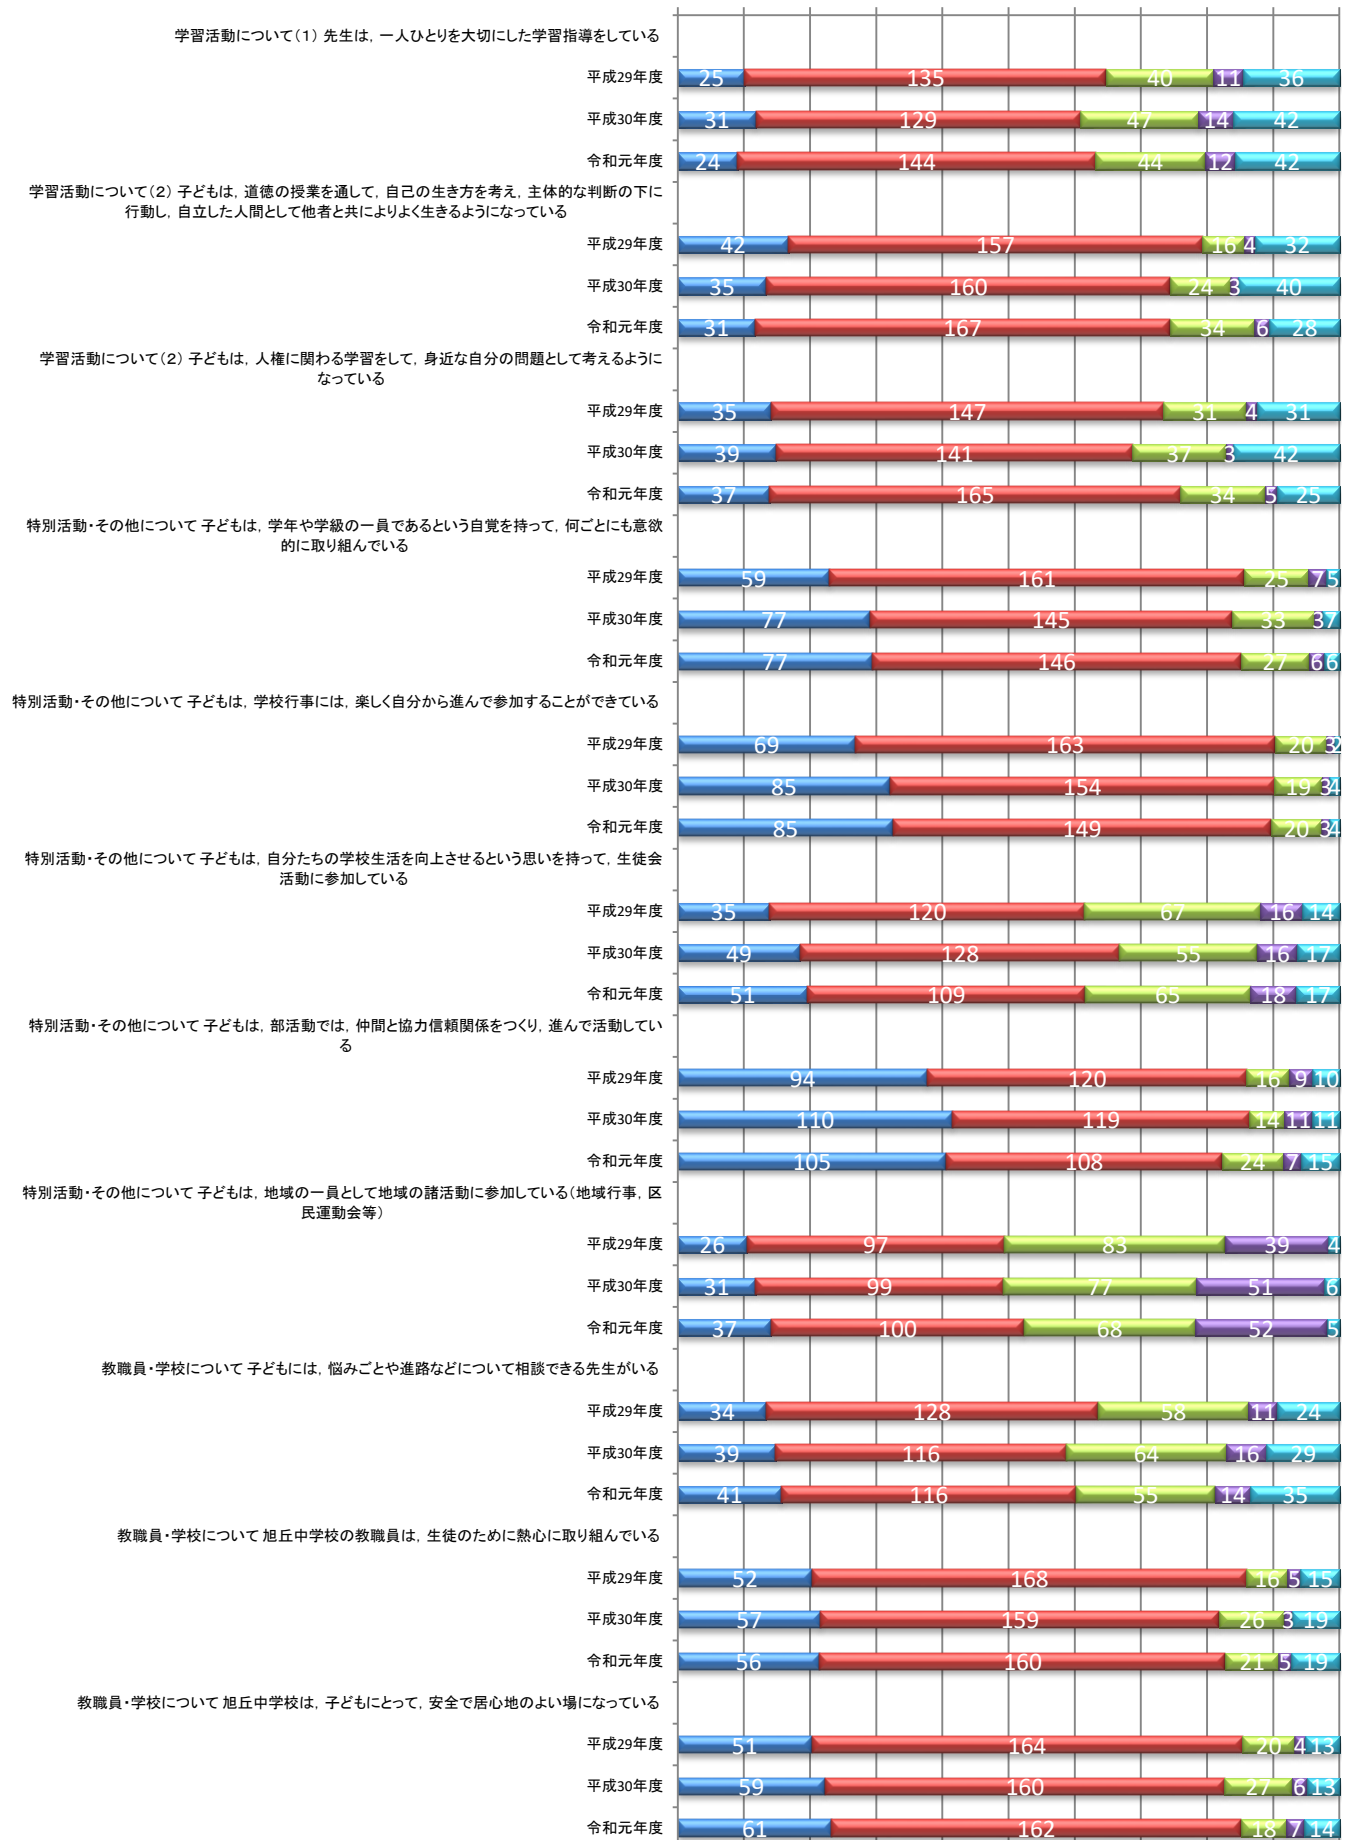 学習活動について(1) 先生は，一人ひとりを大切にした学習指導をしている
平成29年度 25 135 40 11 36
平成30年度 31 129 47 14 42
令和元年度 24 144 44 12 42
学習活動について(2) 子どもは，道徳の授業を通して，自己の生き方を考え，主体的な判断の下に
行動し，自立した人間として他者と共によりよく生きるようになっている
平成29年度 42 157 16 4 32
平成30年度 35 160 24 3 40
令和元年度 31 167 34 6 28
学習活動について(2) 子どもは，人権に関わる学習をして，身近な自分の問題として考えるように
なっている
平成29年度 35 147 31 4 31
平成30年度 39 141 37 3 42
令和元年度 37 165 34 5 25
特別活動・その他について 子どもは，学年や学級の一員であるという自覚を持って，何ごとにも意欲
的に取り組んでいる
平成29年度 59 161 25 7 5
平成30年度 77 145 33 3 7
令和元年度 77 146 27 6 6
特別活動・その他について 子どもは，学校行事には，楽しく自分から進んで参加することができている
平成29年度 69 163 20 3 2
平成30年度 85 154 19 3 4
令和元年度 85 149 20 3 4
特別活動・その他について 子どもは，自分たちの学校生活を向上させるという思いを持って，生徒会
活動に参加している
平成29年度 35 120 67 16 14
平成30年度 49 128 55 16 17
令和元年度 51 109 65 18 17
特別活動・その他について 子どもは，部活動では，仲間と協力信頼関係をつくり，進んで活動してい
る
平成29年度 94 120 16 9 10
平成30年度 110 119 14 11 11
令和元年度 105 108 24 7 15
特別活動・その他について 子どもは，地域の一員として地域の諸活動に参加している(地域行事，区
民運動会等)
平成29年度 26 97 83 39 4
平成30年度 31 99 77 51 6
令和元年度 37 100 68 52 5
教職員・学校について 子どもには，悩みごとや進路などについて相談できる先生がいる
平成29年度 34 128 58 11 24
平成30年度 39 116 64 16 29
令和元年度 41 116 55 14 35
教職員・学校について 旭丘中学校の教職員は，生徒のために熱心に取り組んでいる
平成29年度 52 168 16 5 15
平成30年度 57 159 26 3 19
令和元年度 56 160 21 5 19
教職員・学校について 旭丘中学校は，子どもにとって，安全で居心地のよい場になっている
平成29年度 51 164 20 4 13
平成30年度 59 160 27 6 13
令和元年度 61 162 18 7 14